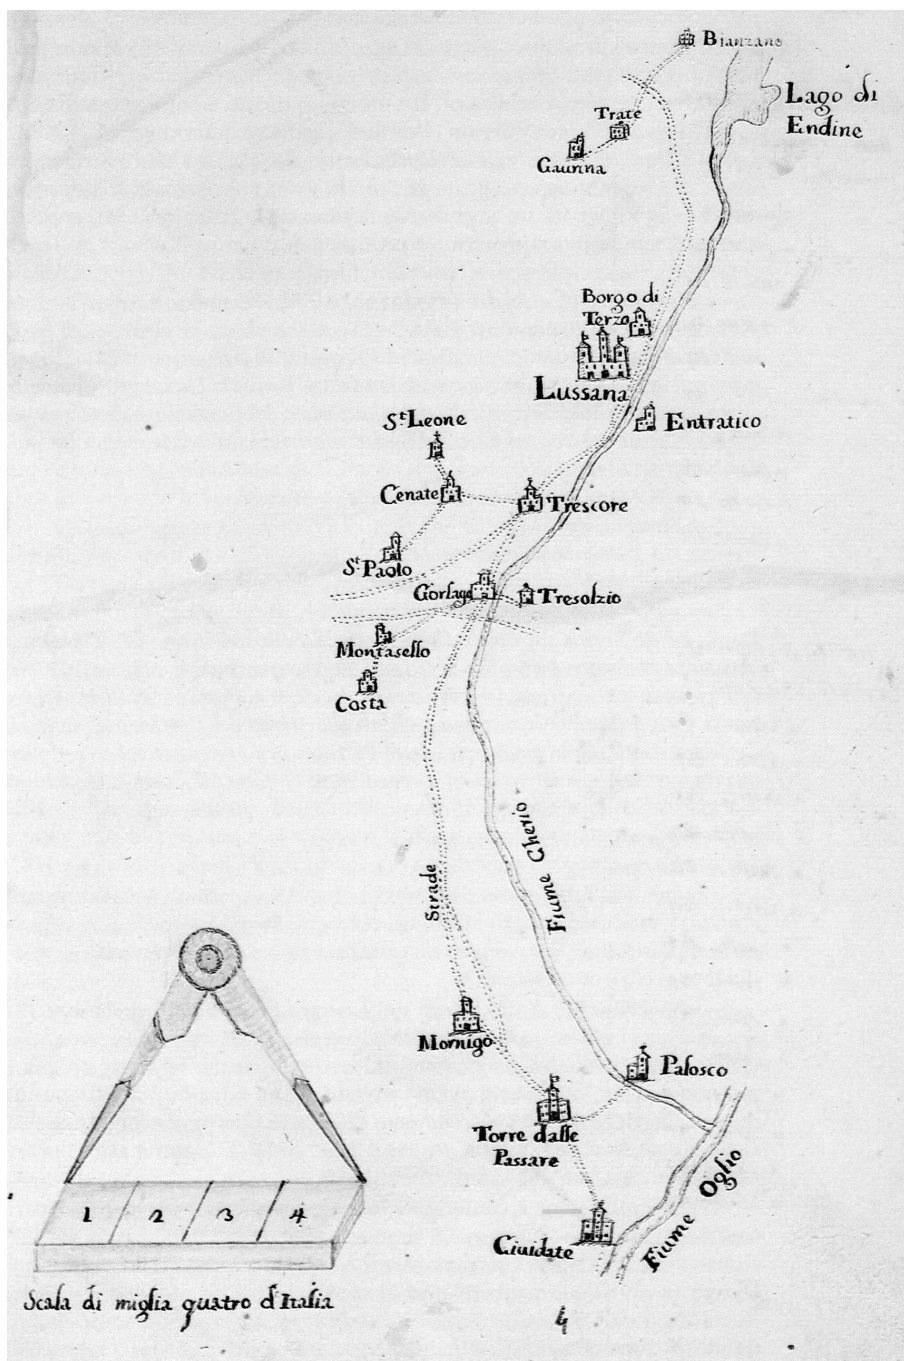 Bianzano
Lago di
Endine
Trate
Gaurina
Borgo di
Terzo
Lussana
Entratico
S.t Leone
Cenate
Trescore
S.t Paolo
Gorlago
Tresolzio
Montasello
Costa
Fiume Cherio
Strade
Mornigo
Palosco
Torre dalle
Passare
Fiume Oglio
Ciuidate
1 2 3 4
Scala di miglia quatro d'Italia
4